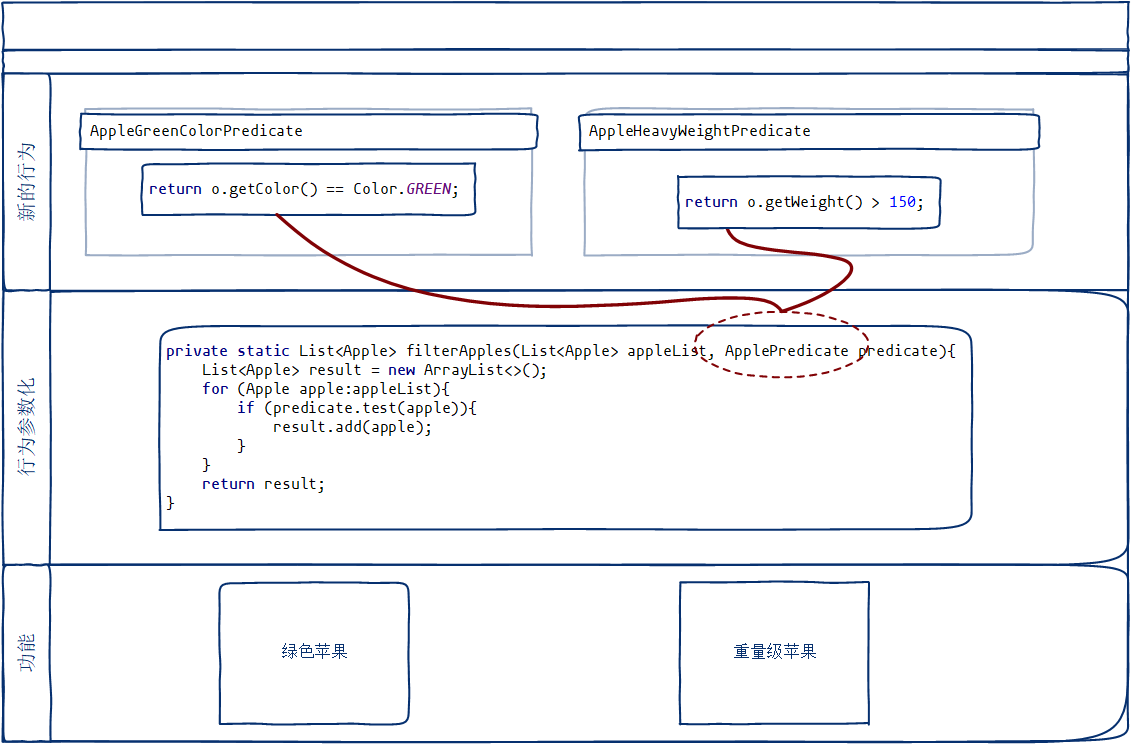 新的行为
AppleGreenColorPredicate
return o.getColor() == Color.GREEN;
AppleHeavyWeightPredicate
return o.getWeight() > 150;
行为参数化
private static List<Apple> filterApples(List<Apple> appleList, ApplePredicate predicate){
    List<Apple> result = new ArrayList<>();
    for (Apple apple:appleList){
        if (predicate.test(apple)){
            result.add(apple);
        }
    }
    return result;
}
功能
绿色苹果
重量级苹果